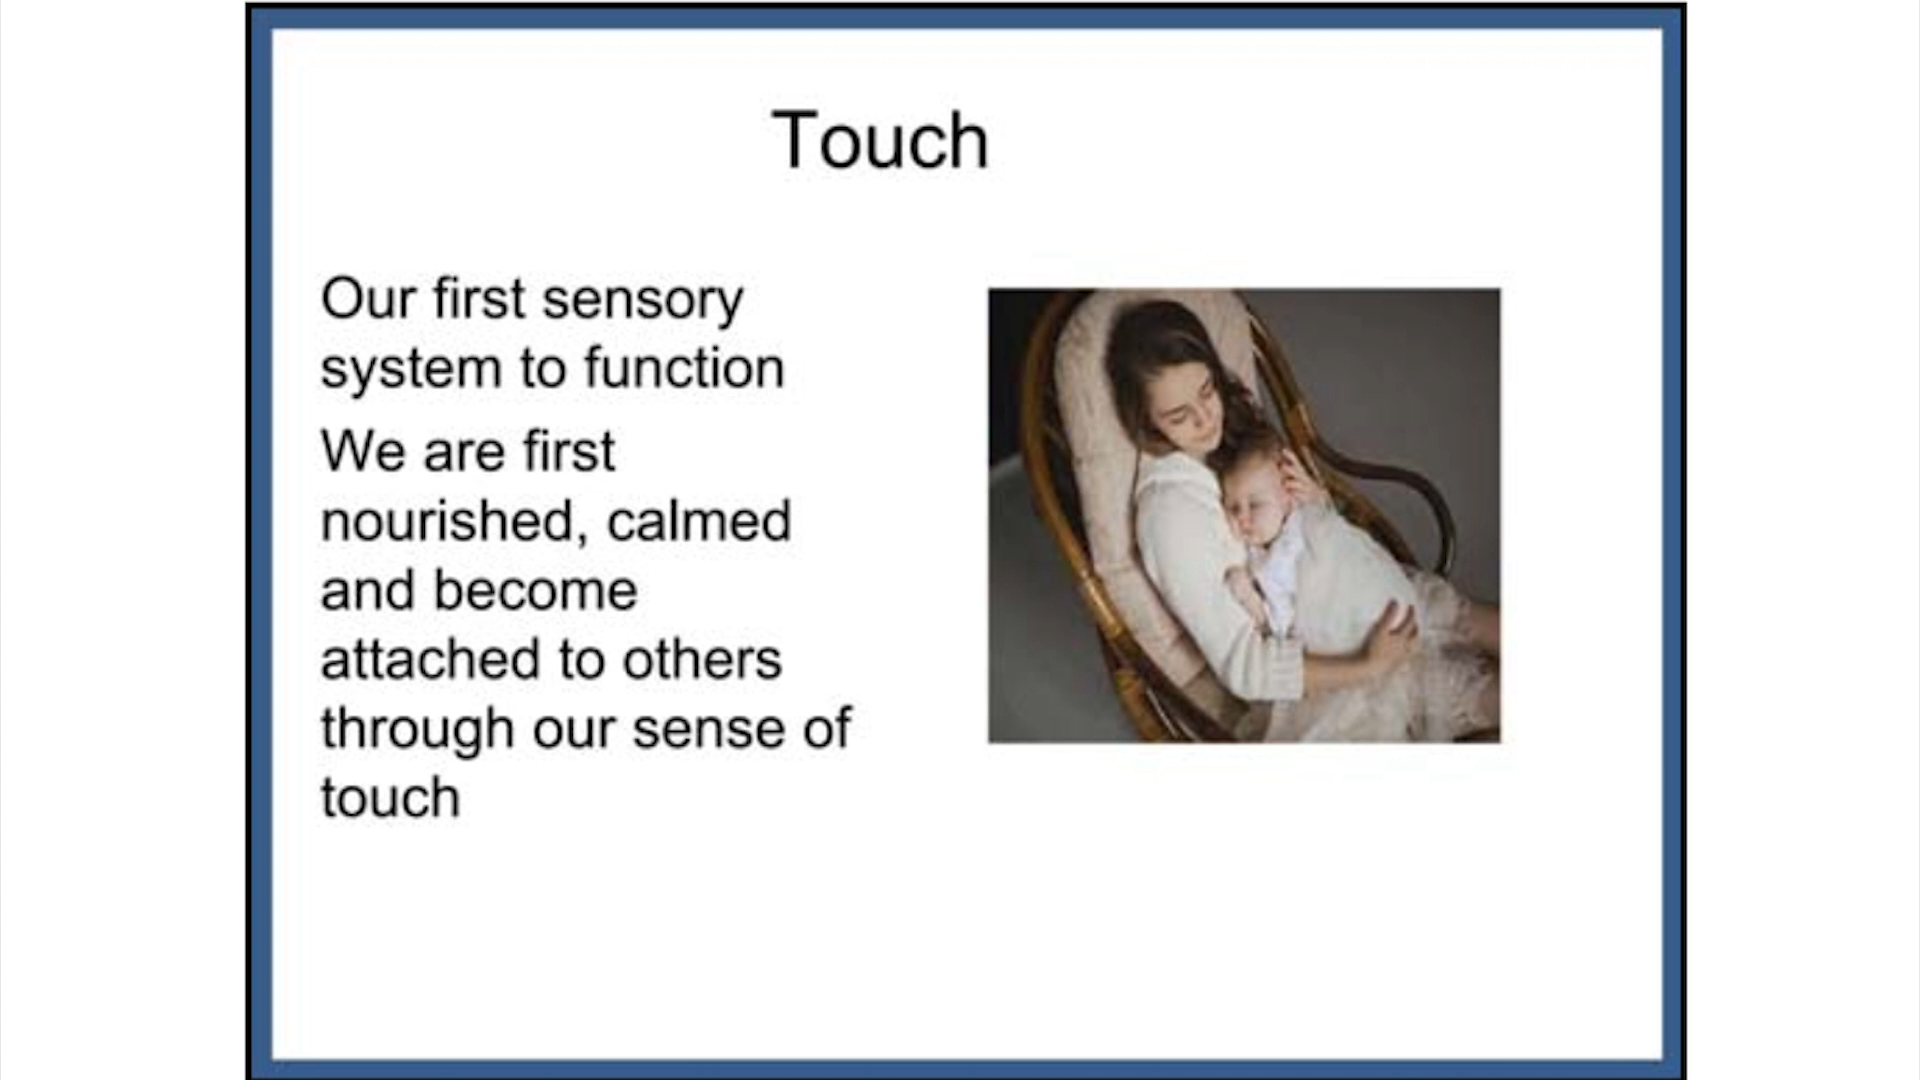 Touch
Our first sensory
system to function
We are first
nourished, calmed
and become
attached to others
through our sense of
touch